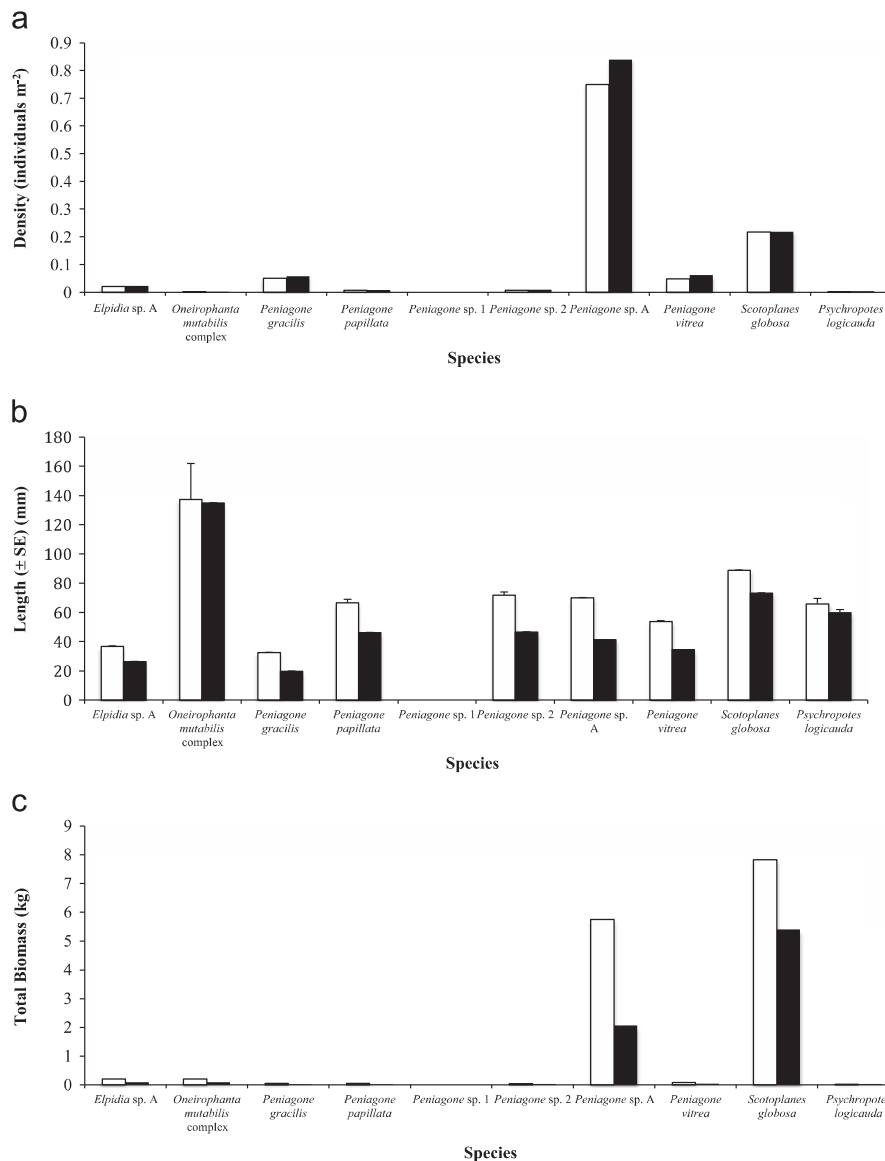 a
Density (individuals m-2)
0.9
0.8
0.7
0.6
0.5
0.4
0.3
0.2
0.1
0
Elpidia sp. A Oneirophanta Peniagone Peniagone Peniagone sp. 1 Peniagone sp. 2 Peniagone sp. A Peniagone Scotoplanes Psychropotes
mutabilis gracilis papillata vitrea globosa logicauda
complex
Species
b
Length (± SE) (mm)
180
160
140
120
100
80
60
40
20
0
Elpidia sp. A Oneirophanta Peniagone Peniagone Peniagone sp. 1 Peniagone sp. 2 Peniagone sp. Peniagone Scotoplanes Psychropotes
mutabilis gracilis papillata A vitrea globosa logicauda
complex
Species
c
Total Biomass (kg)
9
8
7
6
5
4
3
2
1
0
Elpidia sp. A Oneirophanta Peniagone Peniagone Peniagone sp. 1 Peniagone sp. 2 Peniagone sp. A Peniagone Scotoplanes Psychropotes
mutabilis gracilis papillata vitrea globosa logicauda
complex
Species